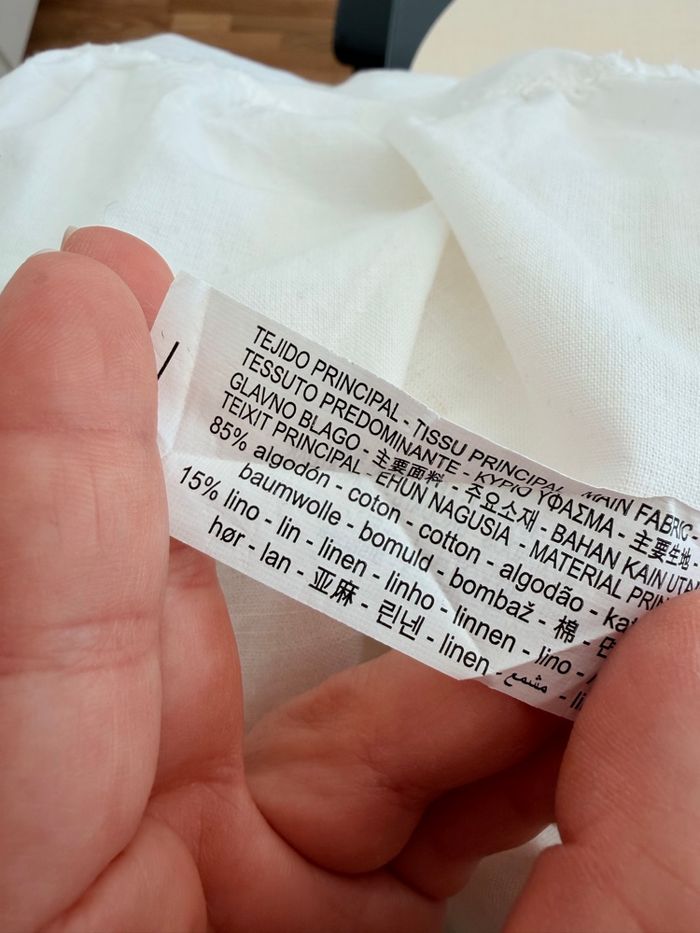 TEJIDO PRINCIPAL - TISSU PRINCIPAL - MAIN FABRIC -
TESSUTO PREDOMINANTE - ΚΥΡΙΟ ΥΦΑΣΜΑ - 主要生地 -
GLAVNO BLAGO - 主要面料 - 주요소재 - BAHAN KAIN
TEIXIT PRINCIPAL - EHUN NAGUSIA - MATERIAL
85% algodón - coton - cotton - algodão -
baumwolle - bomuld - bombaž - 棉 -
15% lino - lin - linen - linho - linnen - lino -
hør - lan - 亚麻 - 린넨 - linen - مشمع -